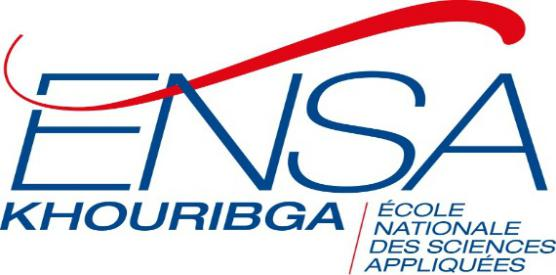 ENSA
KHOURIBGA
ÉCOLE
NATIONALE
DES SCIENCES
APPLIQUÉES